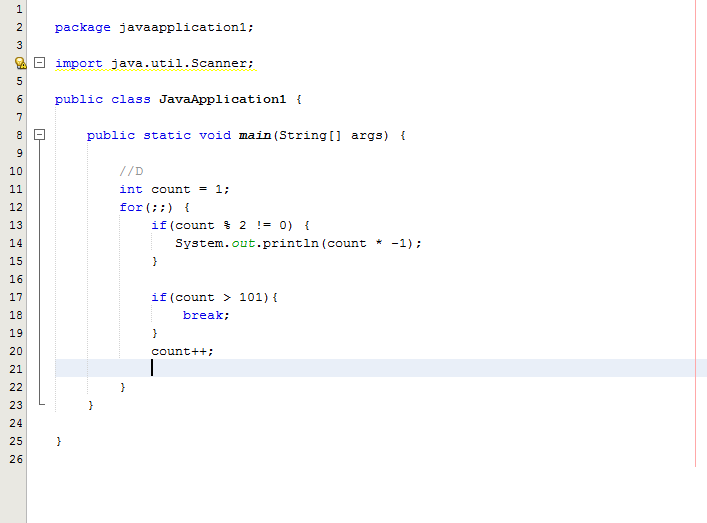 1
2 package javaapplication1;
3
import java.util.Scanner;
5
6 public class JavaApplication1 {
7
8 public static void main(String[] args) {
9
10 //D
11 int count = 1;
12 for(;;) {
13 if(count % 2 != 0) {
14 System.out.println(count * -1);
15 }
16
17 if(count > 101){
18 break;
19 }
20 count++;
21
22 }
23 }
24
25 }
26